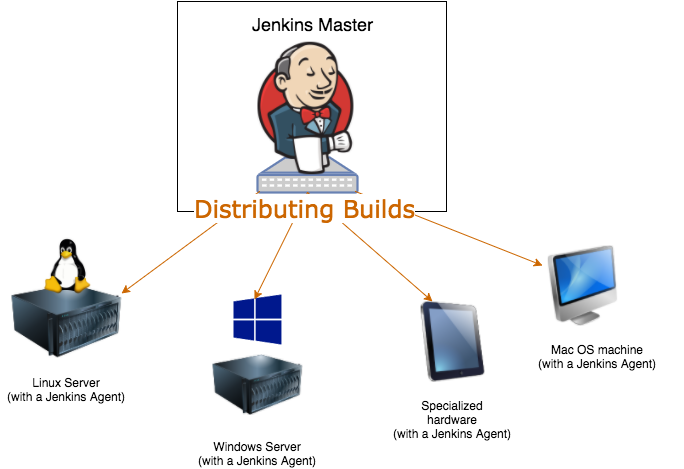 Jenkins Master
Distributing Builds
Linux Server
(with a Jenkins Agent)
Windows Server
(with a Jenkins Agent)
Specialized
hardware
(with a Jenkins Agent)
Mac OS machine
(with a Jenkins Agent)